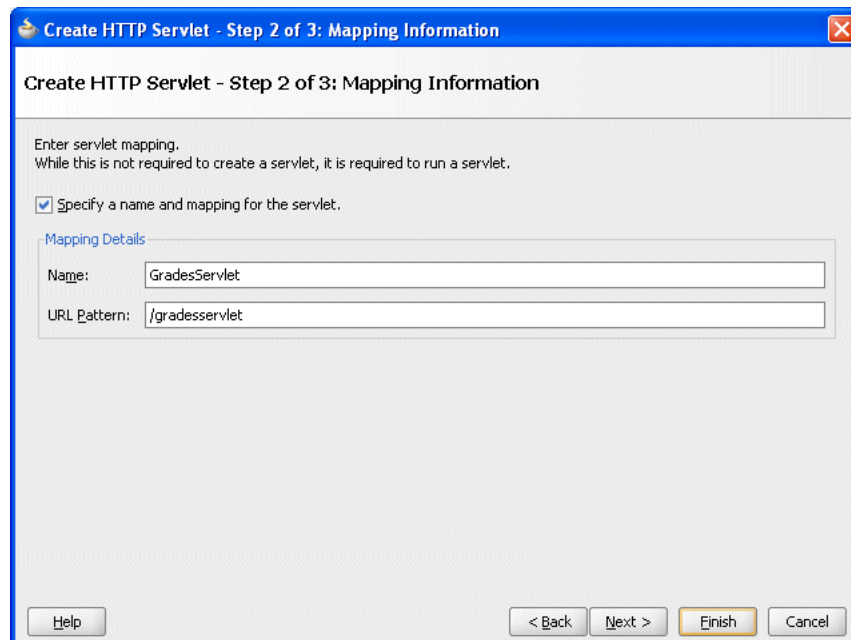 Create HTTP Servlet - Step 2 of 3: Mapping Information
Create HTTP Servlet - Step 2 of 3: Mapping Information
Enter servlet mapping.
While this is not required to create a servlet, it is required to run a servlet.
Specify a name and mapping for the servlet.
Mapping Details
Name: GradesServlet
URL Pattern: /gradesservlet
Help < Back Next > Finish Cancel